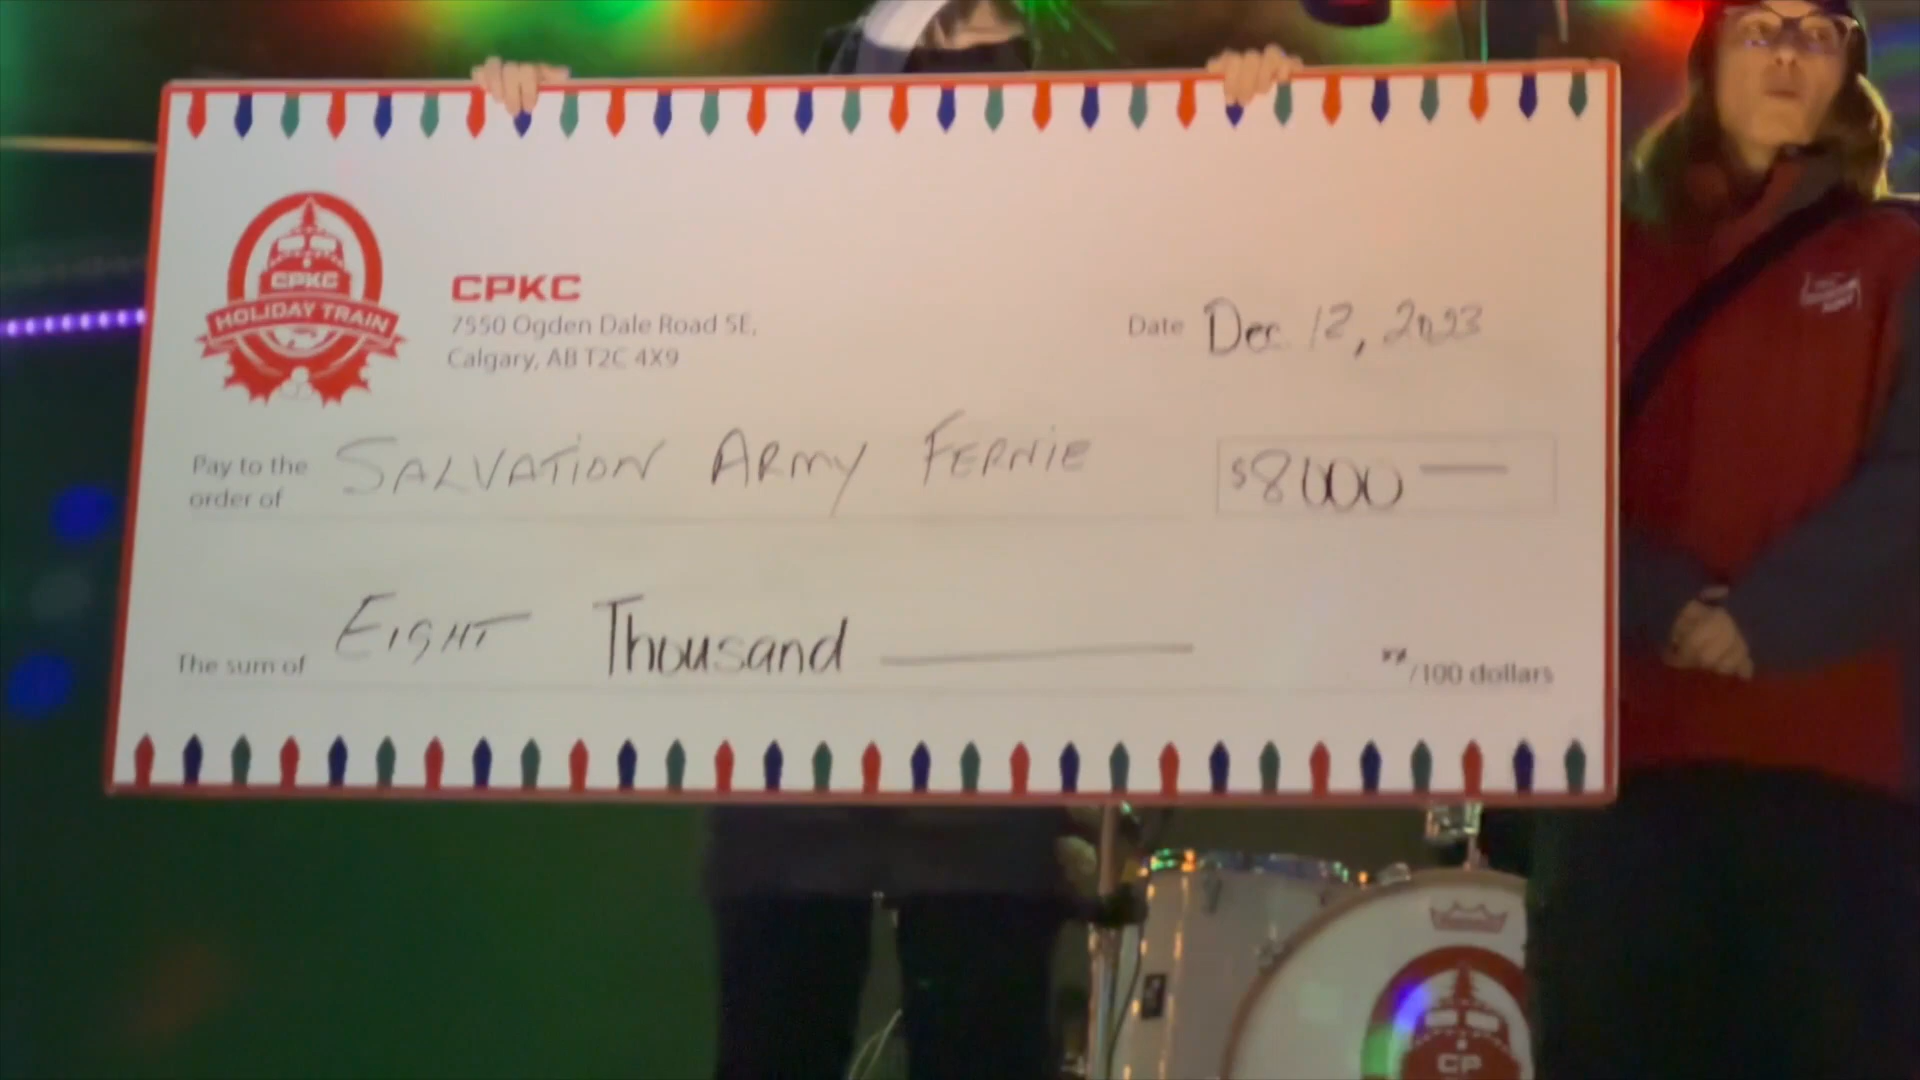 CPKC
HOLIDAY TRAIN
CPKC
7550 Ogden Dale Road SE,
Calgary, AB T2C 4X9
Date Dec 12, 2023
Pay to the order of SALVATION ARMY FERNIE
$8000
The sum of EIGHT Thousand
xx/100 dollars
CP